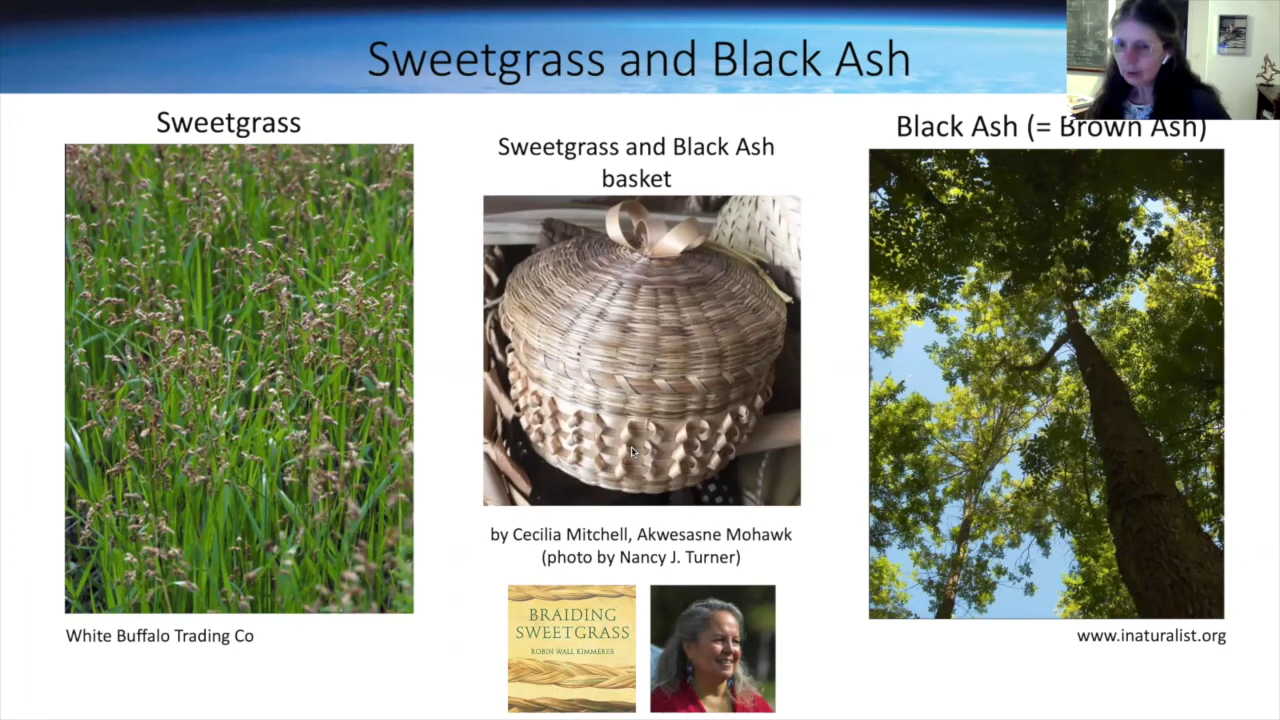 Sweetgrass and Black Ash
Sweetgrass
Sweetgrass and Black Ash
basket
Black Ash (= Brown Ash)
by Cecilia Mitchell, Akwesasne Mohawk
(photo by Nancy J. Turner)
BRAIDING
SWEETGRASS
ROBIN WALL KIMMERER
White Buffalo Trading Co
www.inaturalist.org